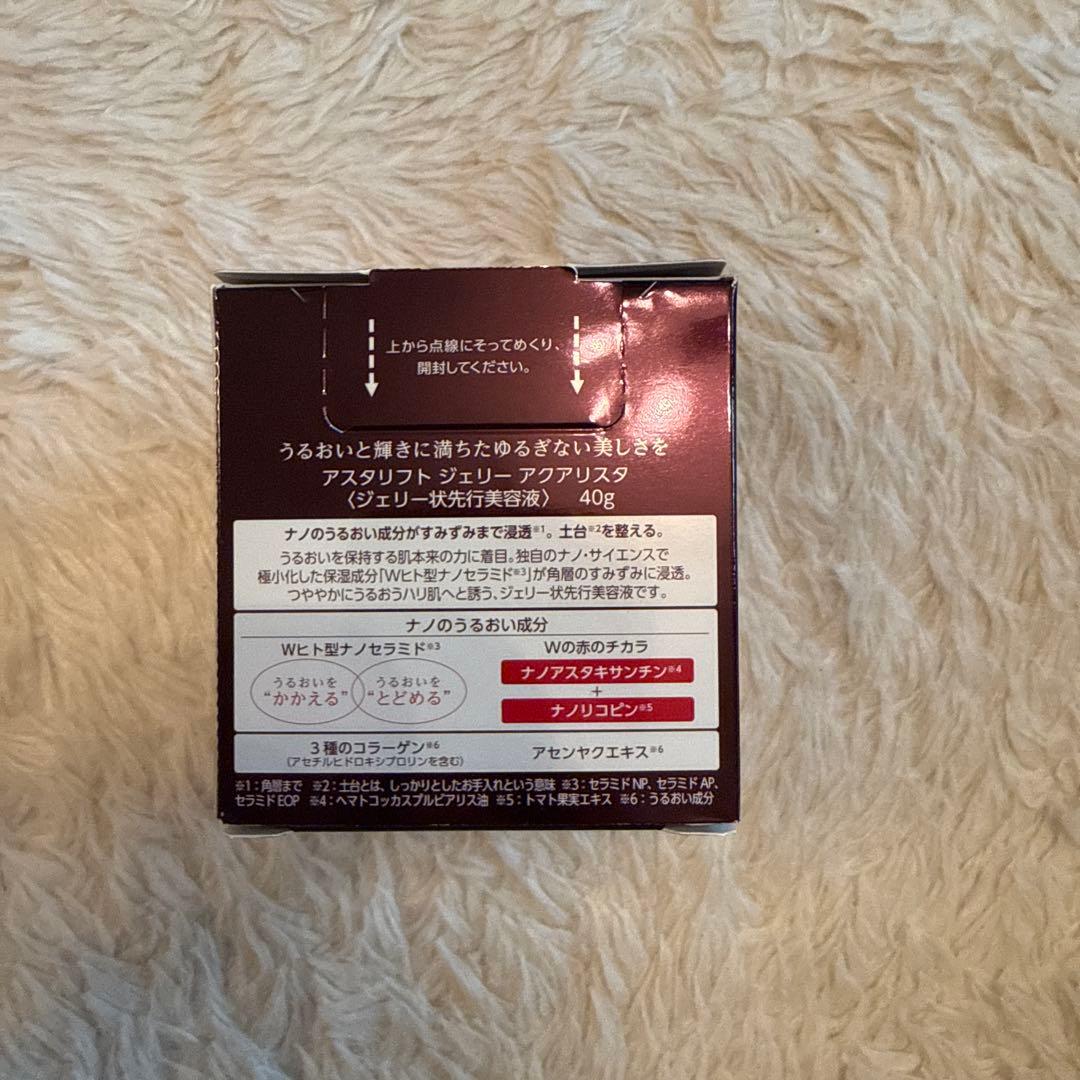 上から点線にそってめくり、
開封してください。
うるおいと輝きに満ちたゆるぎない美しさを
アスタリフト ジェリー アクアリスタ
〈ジェリー状先行美容液〉 40g
ナノのうるおい成分がすみずみまで浸透※1。土台※2を整える。
うるおいを保持する肌本来の力に着目。独自のナノ・サイエンスで
極小化した保湿成分「Wヒト型ナノセラミド※3」が角層のすみずみに浸透。
つややかにうるおうハリ肌へと誘う、ジェリー状先行美容液です。
ナノのうるおい成分
Wヒト型ナノセラミド※3
うるおいを
“かかえる”
うるおいを
“とどめる”
Wの赤のチカラ
ナノアスタキサンチン※4
+
ナノリコピン※5
3種のコラーゲン※6
(アセチルヒドロキシプロリンを含む)
アセンヤクエキス※6
※1：角層まで ※2：土台とは、しっかりとしたお手入れという意味 ※3：セラミドNP、セラミドAP、
セラミドEOP ※4：ヘマトコッカスプルビアリス油 ※5：トマト果実エキス ※6：うるおい成分